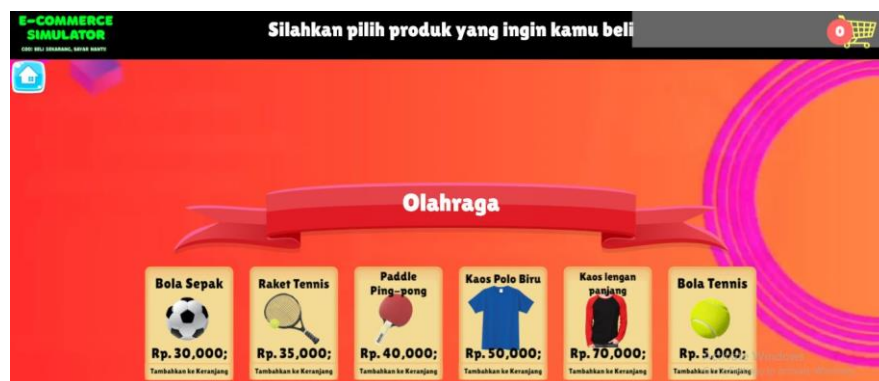 E-COMMERCE
SIMULATOR
Silahkan pilih produk yang ingin kamu beli
0
Olahraga
Bola Sepak
Rp. 30,000;
Tambahkan ke Keranjang
Raket Tennis
Rp. 35,000;
Tambahkan ke Keranjang
Paddle
Ping-pong
Rp. 40,000;
Tambahkan ke Keranjang
Kaos Polo Biru
Rp. 50,000;
Tambahkan ke Keranjang
Kaos lengan
panjang
Rp. 70,000;
Tambahkan ke Keranjang
Bola Tennis
Rp. 5,000;
Tambahkan ke Keranjang